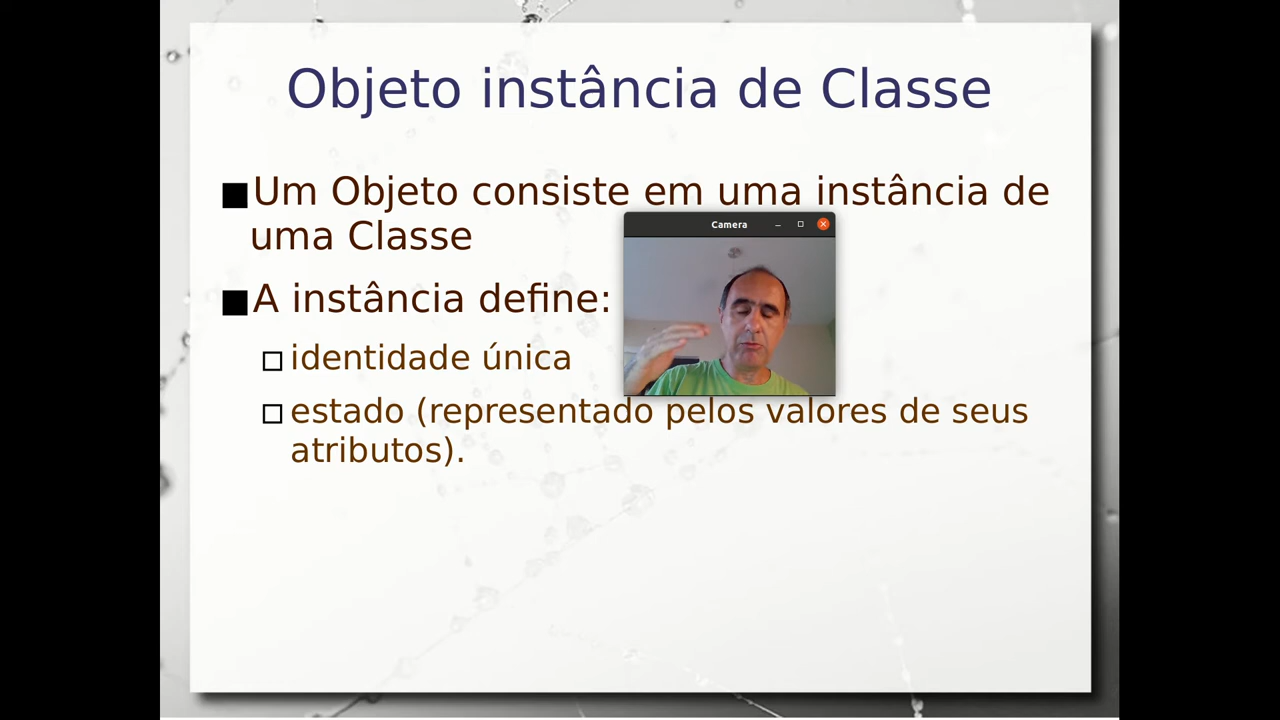 Objeto instância de Classe
Um Objeto consiste em uma instância de
uma Classe
Camera
A instância define:
identidade única
estado (representado pelos valores de seus
atributos).